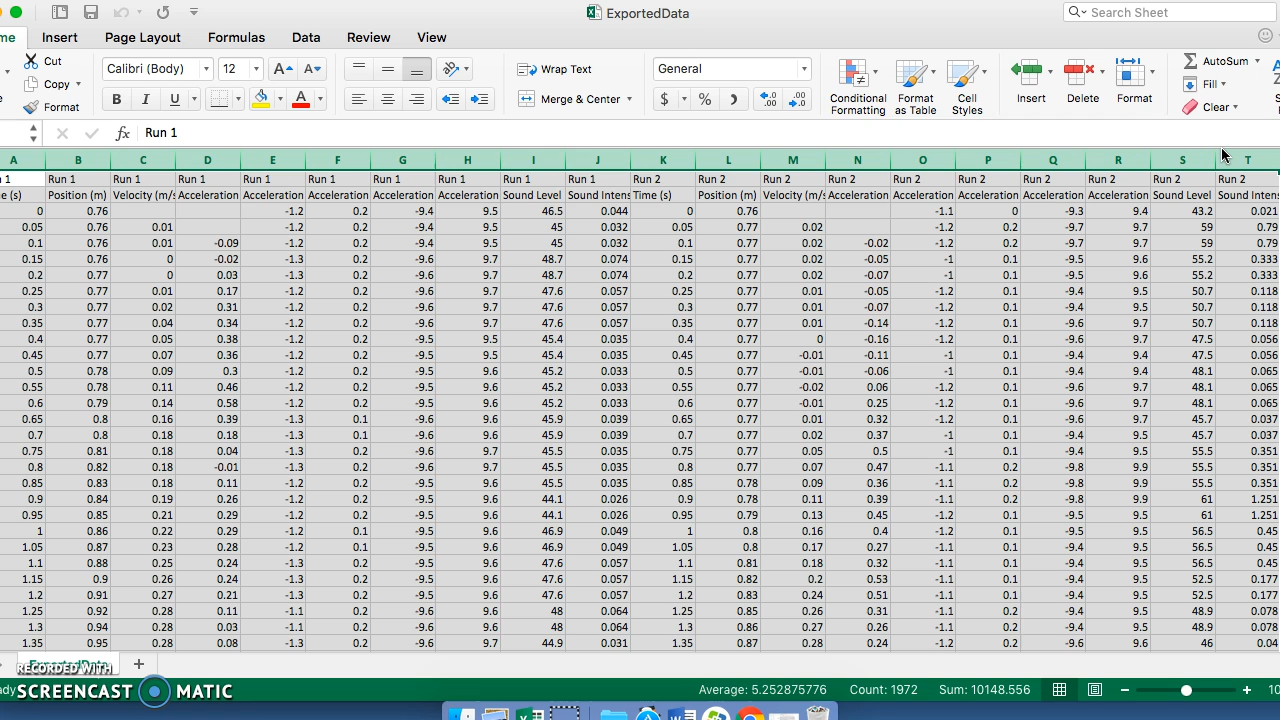 ExportedData
Search Sheet
me Insert Page Layout Formulas Data Review View
Cut Calibri (Body) 12 A A Wrap Text General AutoSum
Copy Fill
Format B I U A Merge & Center $ % Conditional Formatting Format as Table Cell Styles Insert Delete Format Clear
fx Run 1
A B C D E F G H I J K L M N O P Q R S T
1 Run 1 Run 1 Run 1 Run 1 Run 1 Run 1 Run 1 Run 1 Run 1 Run 2 Run 2 Run 2 Run 2 Run 2 Run 2 Run 2 Run 2 Run 2 Run 2
e (s) Position (m) Velocity (m/s Acceleration Acceleration Acceleration Acceleration Acceleration Sound Level Sound Intens Time (s) Position (m) Velocity (m/s Acceleration Acceleration Acceleration Acceleration Acceleration Sound Level Sound Intens
0 0.76 -1.2 0.2 -9.4 9.5 46.5 0.044 0 0.76 -1.1 0 -9.3 9.4 43.2 0.021
0.05 0.76 0.01 -1.2 0.2 -9.4 9.5 45 0.032 0.05 0.77 0.02 -1.2 0.2 -9.7 9.7 59 0.79
0.1 0.76 0.01 -0.09 -1.2 0.2 -9.4 9.5 45 0.032 0.1 0.77 0.02 -0.02 -1.2 0.2 -9.7 9.7 59 0.79
0.15 0.76 0 -0.02 -1.3 0.2 -9.6 9.7 48.7 0.074 0.15 0.77 0.02 -0.05 -1 0.1 -9.5 9.6 55.2 0.333
0.2 0.77 0 0.03 -1.3 0.2 -9.6 9.7 48.7 0.074 0.2 0.77 0.02 -0.07 -1 0.1 -9.5 9.6 55.2 0.333
0.25 0.77 0.01 0.17 -1.2 0.2 -9.6 9.7 47.6 0.057 0.25 0.77 0.01 -0.05 -1.2 0.1 -9.4 9.5 50.7 0.118
0.3 0.77 0.02 0.31 -1.2 0.2 -9.6 9.7 47.6 0.057 0.3 0.77 0.01 -0.07 -1.2 0.1 -9.4 9.5 50.7 0.118
0.35 0.77 0.04 0.34 -1.2 0.2 -9.6 9.7 47.6 0.057 0.35 0.77 0.01 -0.14 -1.2 0.1 -9.6 9.7 50.7 0.118
0.4 0.77 0.05 0.38 -1.2 0.2 -9.5 9.5 45.4 0.035 0.4 0.77 0 -0.16 -1.2 0.1 -9.6 9.7 47.5 0.056
0.45 0.77 0.07 0.36 -1.2 0.2 -9.5 9.5 45.4 0.035 0.45 0.77 -0.01 -0.11 -1 0.1 -9.4 9.4 47.5 0.056
0.5 0.78 0.09 0.3 -1.2 0.2 -9.6 9.6 45.2 0.033 0.5 0.77 -0.01 -0.06 -1 0.1 -9.4 9.4 48.1 0.065
0.55 0.78 0.11 0.46 -1.2 0.2 -9.6 9.6 45.2 0.033 0.55 0.77 -0.02 0.06 -1.2 0.1 -9.6 9.7 48.1 0.065
0.6 0.79 0.14 0.58 -1.2 0.2 -9.6 9.6 45.2 0.033 0.6 0.77 -0.01 0.25 -1.2 0.1 -9.6 9.7 48.1 0.065
0.65 0.8 0.16 0.39 -1.3 0.1 -9.6 9.6 45.9 0.039 0.65 0.77 0.01 0.32 -1.2 0.1 -9.6 9.7 45.7 0.037
0.7 0.8 0.18 0.18 -1.3 0.1 -9.6 9.6 45.9 0.039 0.7 0.77 0.02 0.37 -1 0.1 -9.4 9.5 45.7 0.037
0.75 0.81 0.18 0.04 -1.3 0.2 -9.6 9.7 45.5 0.035 0.75 0.77 0.05 0.5 -1 0.1 -9.4 9.5 55.5 0.351
0.8 0.82 0.18 -0.01 -1.3 0.2 -9.6 9.7 45.5 0.035 0.8 0.77 0.07 0.47 -1.1 0.2 -9.8 9.9 55.5 0.351
0.85 0.83 0.18 0.11 -1.2 0.2 -9.5 9.6 45.5 0.035 0.85 0.78 0.09 0.36 -1.1 0.2 -9.8 9.9 55.5 0.351
0.9 0.84 0.19 0.26 -1.2 0.2 -9.5 9.6 44.1 0.026 0.9 0.78 0.11 0.39 -1.1 0.2 -9.8 9.9 61 1.251
0.95 0.85 0.21 0.29 -1.2 0.2 -9.5 9.6 44.1 0.026 0.95 0.79 0.13 0.45 -1.2 0.1 -9.5 9.5 61 1.251
1 0.86 0.22 0.29 -1.2 0.1 -9.5 9.6 46.9 0.049 1 0.8 0.16 0.4 -1.2 0.1 -9.5 9.5 56.5 0.45
1.05 0.87 0.23 0.28 -1.2 0.1 -9.5 9.6 46.9 0.049 1.05 0.8 0.17 0.27 -1.1 0.1 -9.4 9.5 56.5 0.45
1.1 0.88 0.25 0.24 -1.3 0.2 -9.5 9.6 47.6 0.057 1.1 0.81 0.18 0.32 -1.1 0.1 -9.4 9.5 56.5 0.45
1.15 0.9 0.26 0.24 -1.3 0.2 -9.5 9.6 47.6 0.057 1.15 0.82 0.2 0.53 -1.1 0.1 -9.4 9.5 52.5 0.177
1.2 0.91 0.27 0.21 -1.3 0.2 -9.5 9.6 47.6 0.057 1.2 0.83 0.24 0.51 -1.1 0.1 -9.4 9.5 52.5 0.177
1.25 0.92 0.28 0.11 -1.1 0.2 -9.6 9.6 48 0.064 1.25 0.85 0.26 0.31 -1.1 0.2 -9.4 9.5 48.9 0.078
1.3 0.94 0.28 0.03 -1.1 0.2 -9.6 9.6 48 0.064 1.3 0.86 0.27 0.26 -1.1 0.2 -9.4 9.5 48.9 0.078
1.35 0.95 0.28 0.08 -1.2 0.2 -9.6 9.7 44.9 0.031 1.35 0.87 0.28 0.24 -1.2 0.2 -9.6 9.6 46 0.04
ExportedData
RECORDED WITH
SCREENCAST MATIC
ady Average: 5.252875776 Count: 1972 Sum: 10148.556 10